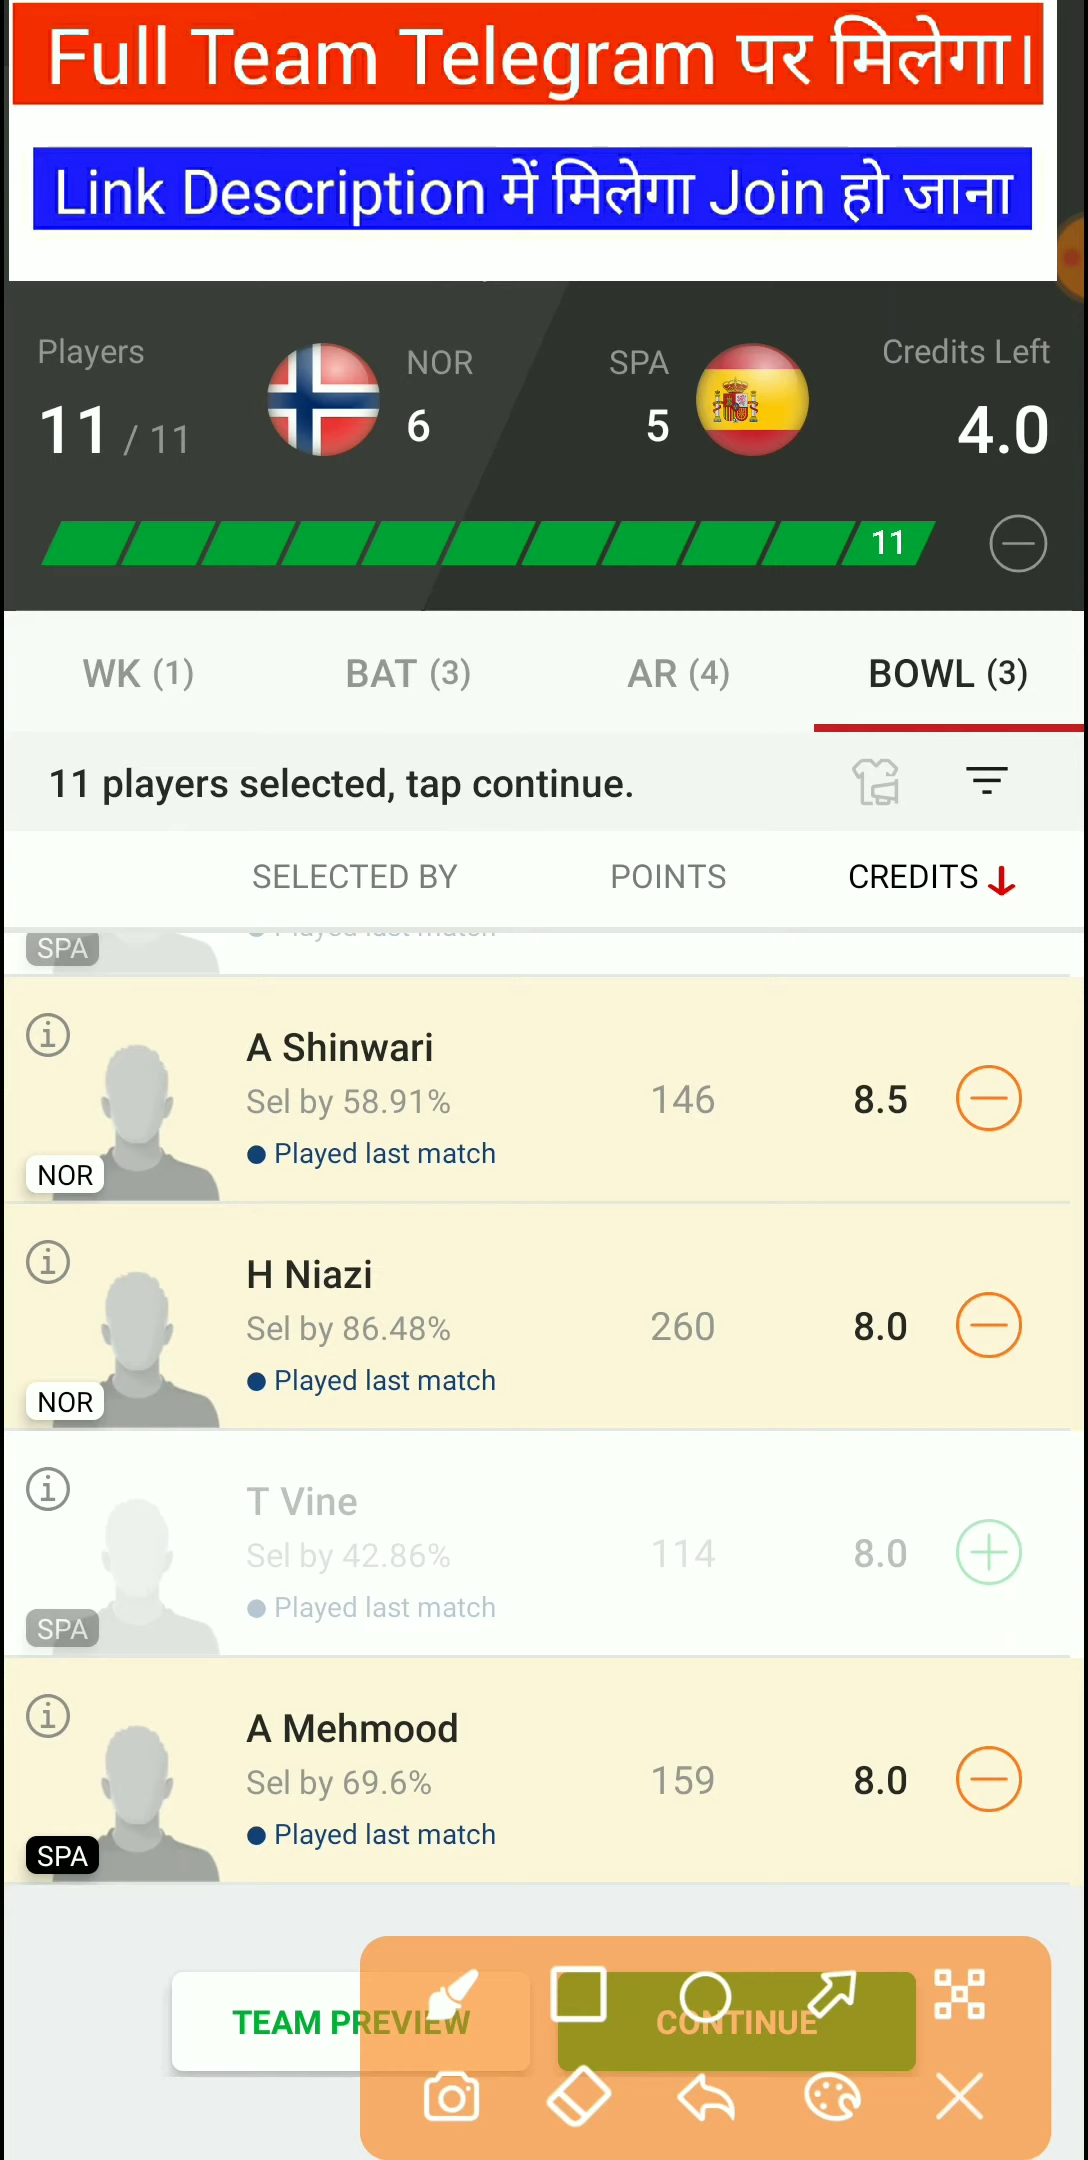 Full Team Telegram पर मिलेगा।
Link Description में मिलेगा Join हो जाना
Players
NOR
SPA
Credits Left
11 / 11
6
5
4.0
11
WK (1)
BAT (3)
AR (4)
BOWL (3)
11 players selected, tap continue.
SELECTED BY
POINTS
CREDITS
SPA
Played last match
A Shinwari
Sel by 58.91%
146
8.5
Played last match
NOR
H Niazi
Sel by 86.48%
260
8.0
Played last match
NOR
T Vine
Sel by 42.86%
114
8.0
Played last match
SPA
A Mehmood
Sel by 69.6%
159
8.0
Played last match
SPA
TEAM PREVIEW
CONTINUE